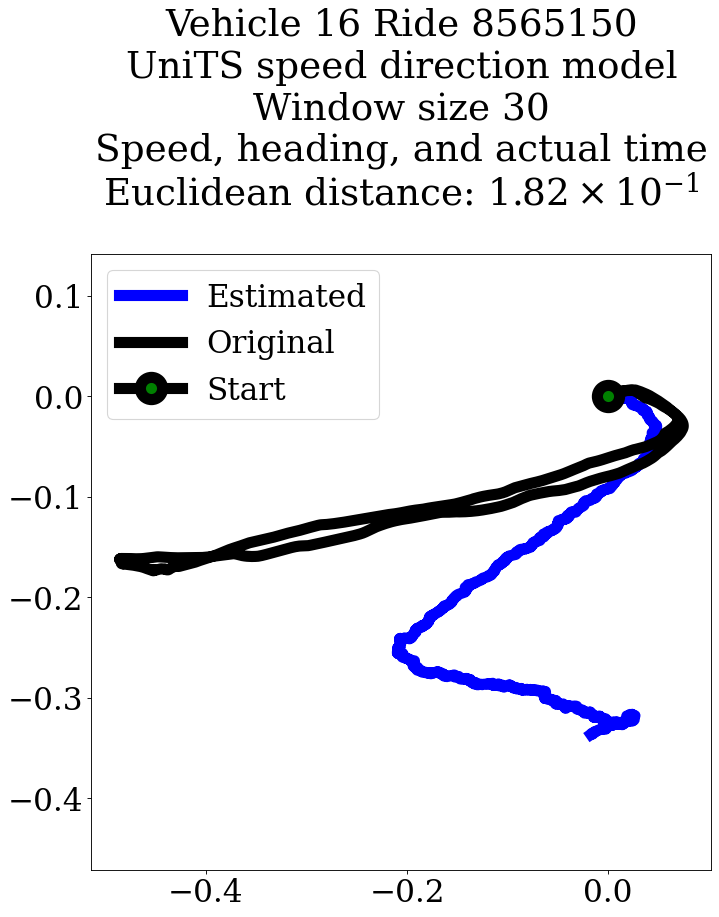 Vehicle 16 Ride 8565150
UniTS speed direction model
Window size 30
Speed, heading, and actual time
Euclidean distance: 1.82 × 10⁻¹
Estimated
Original
Start
0.1
0.0
−0.1
−0.2
−0.3
−0.4
−0.4
−0.2
0.0